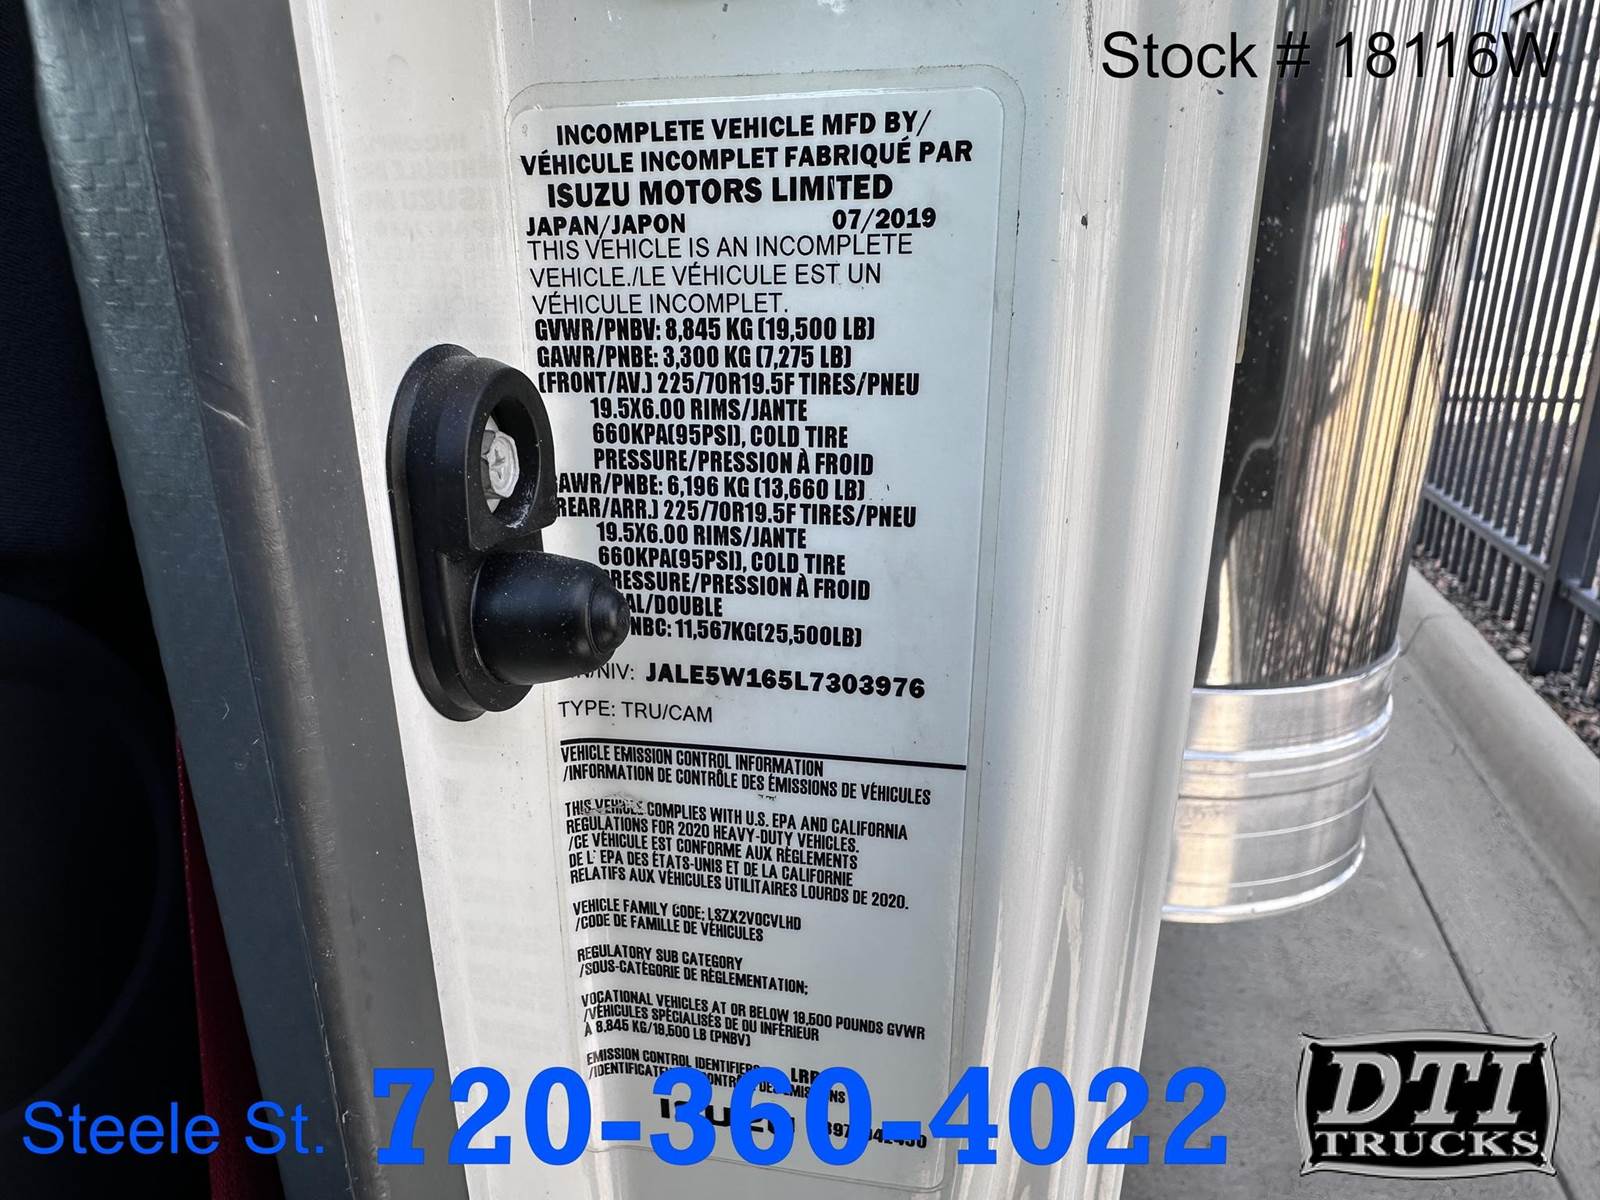 Stock # 18116W
INCOMPLETE VEHICLE MFD BY/
VÉHICULE INCOMPLET FABRIQUÉ PAR
ISUZU MOTORS LIMITED
JAPAN/JAPON 07/2019
THIS VEHICLE IS AN INCOMPLETE
VEHICLE./LE VÉHICULE EST UN
VÉHICULE INCOMPLET.
GVWR/PNBV: 8,845 KG (19,500 LB)
GAWR/PNBE: 3,300 KG (7,275 LB)
(FRONT/AV.) 225/70R19.5F TIRES/PNEU
19.5X6.00 RIMS/JANTE
660KPA(95PSI), COLD TIRE
PRESSURE/PRESSION À FROID
AWR/PNBE: 6,196 KG (13,660 LB)
REAR/ARR.) 225/70R19.5F TIRES/PNEU
19.5X6.00 RIMS/JANTE
660KPA(95PSI), COLD TIRE
PRESSURE/PRESSION À FROID
AL/DOUBLE
NBC: 11,567KG(25,500LB)
N/NIV: JALE5W165L7303976
TYPE: TRU/CAM
VEHICLE EMISSION CONTROL INFORMATION
/INFORMATION DE CONTRÔLE DES ÉMISSIONS DE VÉHICULES
THIS VEHICLE COMPLIES WITH U.S. EPA AND CALIFORNIA
REGULATIONS FOR 2020 HEAVY-DUTY VEHICLES.
/CE VÉHICULE EST CONFORME AUX RÈGLEMENTS
DE L' EPA DES ÉTATS-UNIS ET DE LA CALIFORNIE
RELATIFS AUX VÉHICULES UTILITAIRES LOURDS DE 2020.
VEHICLE FAMILY CODE: LSZX2VOCVLHD
/CODE DE FAMILLE DE VÉHICULES
REGULATORY SUB CATEGORY
/SOUS-CATÉGORIE DE RÈGLEMENTATION:
VOCATIONAL VEHICLES AT OR BELOW 19,500 POUNDS GVWR
/VÉHICULES SPÉCIALISÉS DE OU INFÉRIEUR
À 8,845 KG/19,500 LB (PNBV)
EMISSION CONTROL IDENTIFIERS
ISUZU
Steele St. 720-360-4022
DTI
TRUCKS